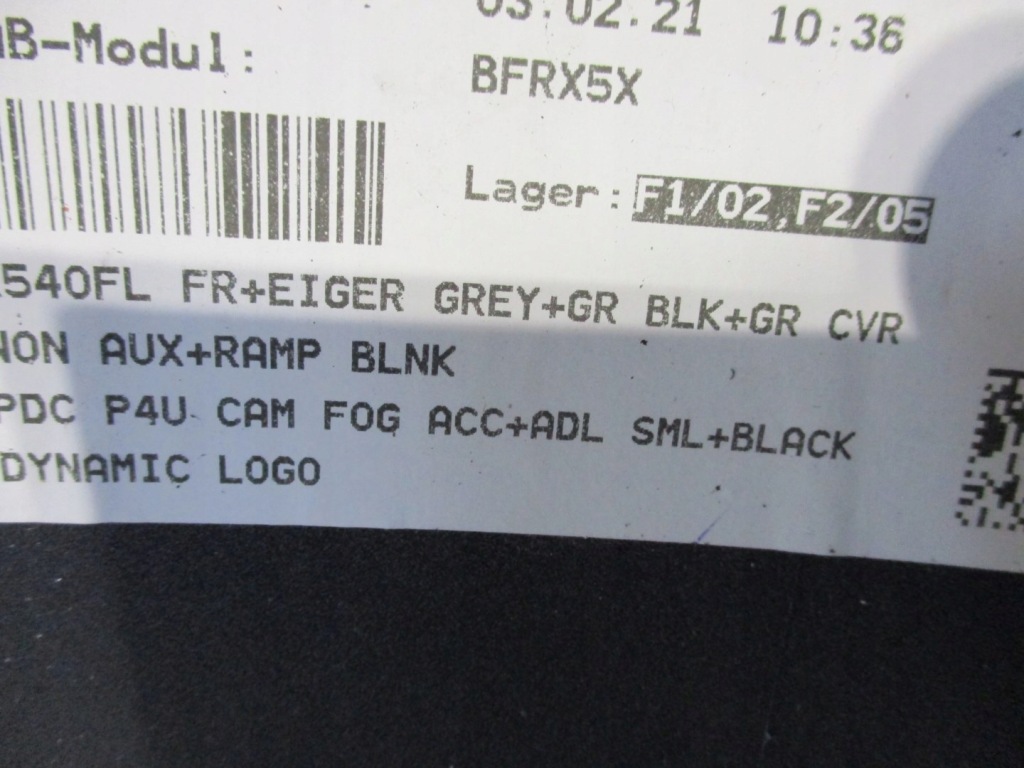 03.02.21 10:36
B-Modul:
BFRX5X
Lager: F1/02,F2/05
540FL FR+EIGER GREY+GR BLK+GR CVR
NON AUX+RAMP BLNK
PDC P4U CAM FOG ACC+ADL SML+BLACK
DYNAMIC LOGO